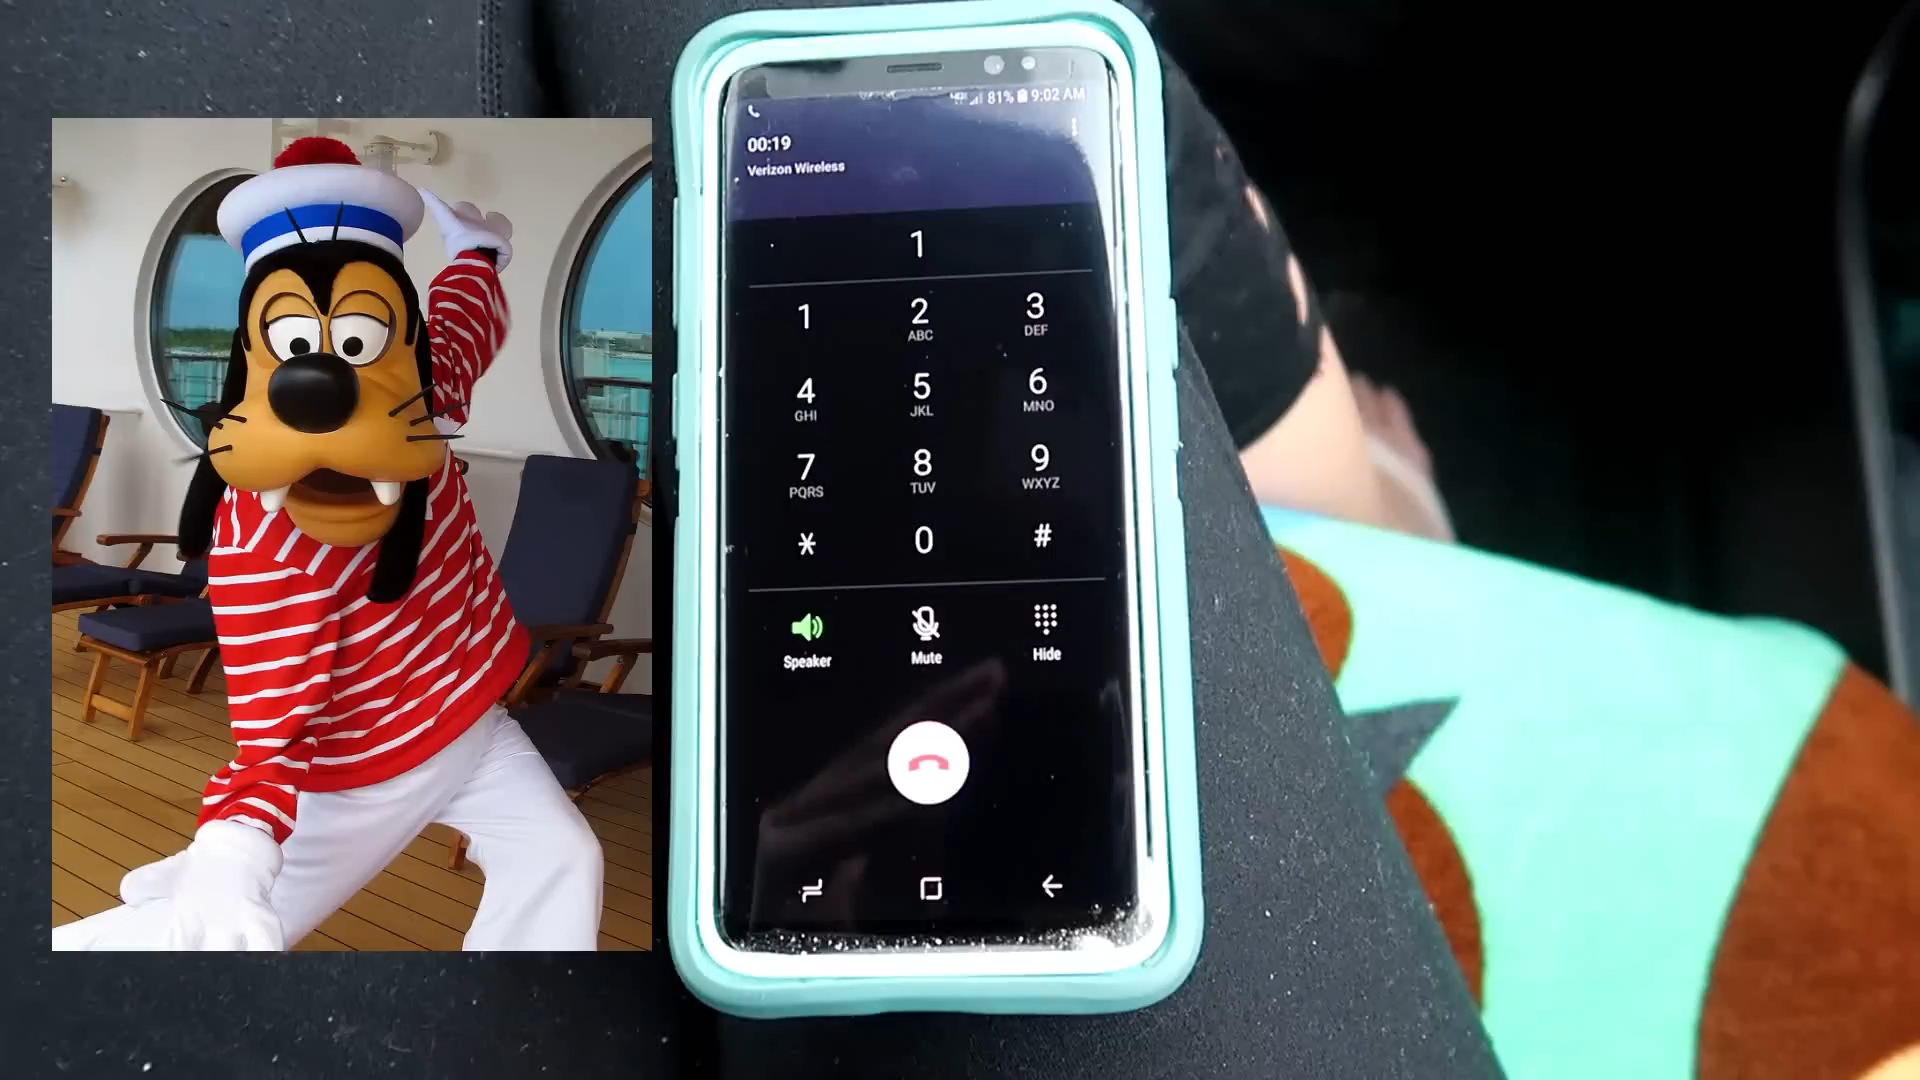 81% 9:02 AM
00:19
Verizon Wireless
1
1 2 3
ABC DEF
4 5 6
GHI JKL MNO
7 8 9
PQRS TUV WXYZ
* 0 #
Speaker Mute Hide